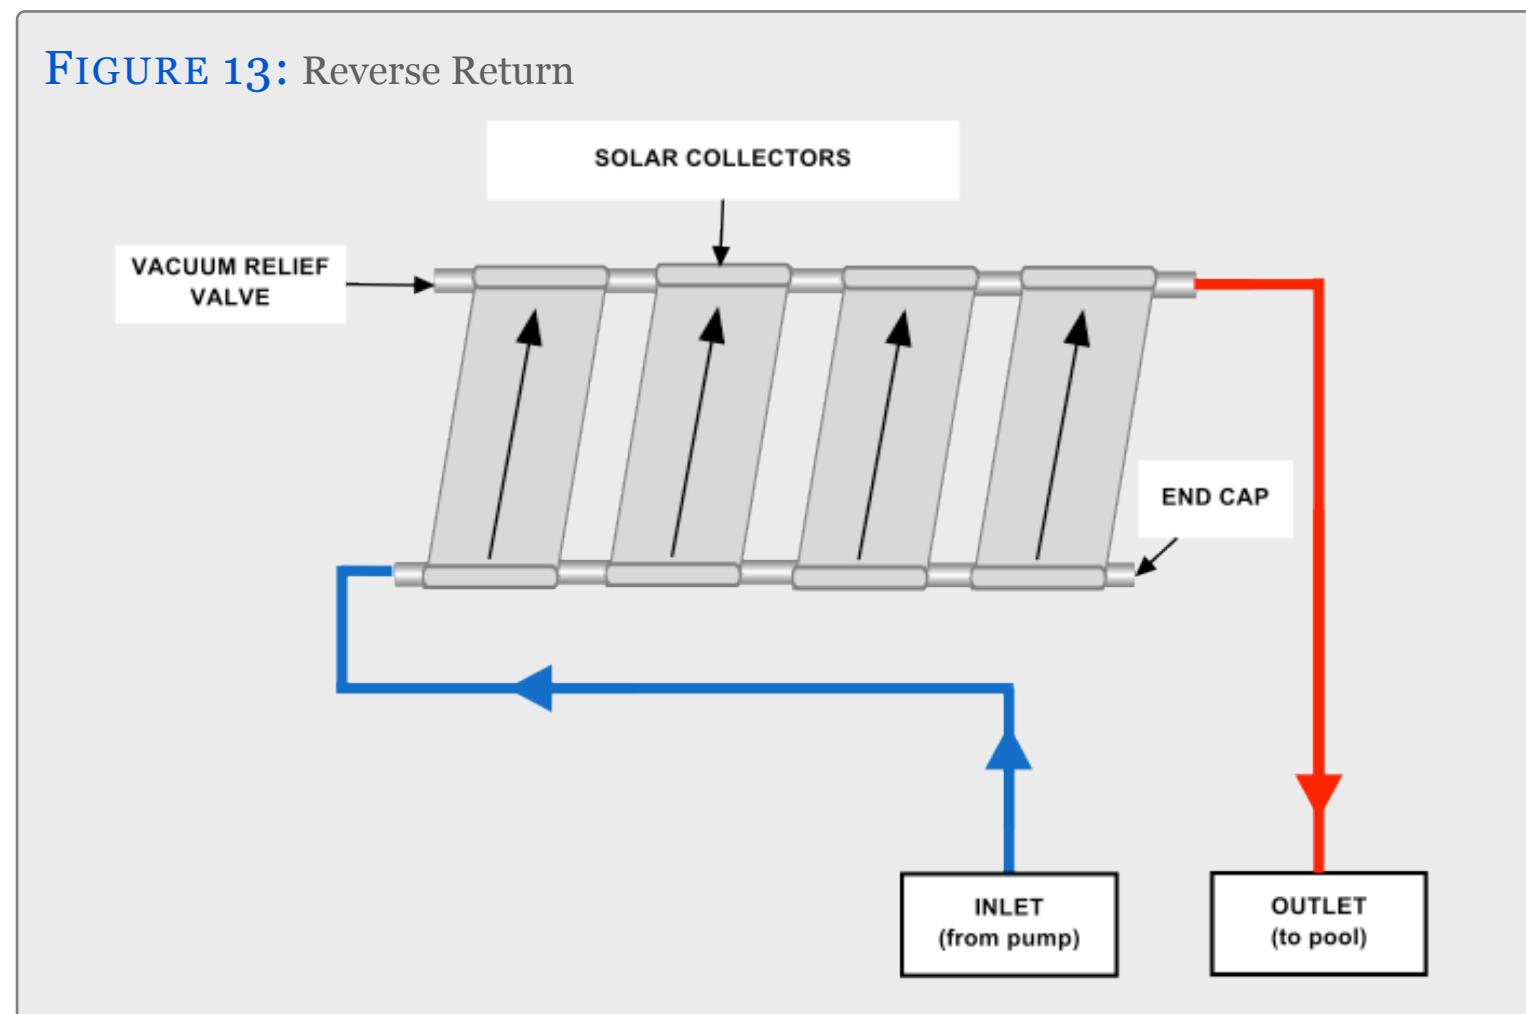 FIGURE 13: Reverse Return
SOLAR COLLECTORS
VACUUM RELIEF
VALVE
END CAP
INLET
(from pump)
OUTLET
(to pool)